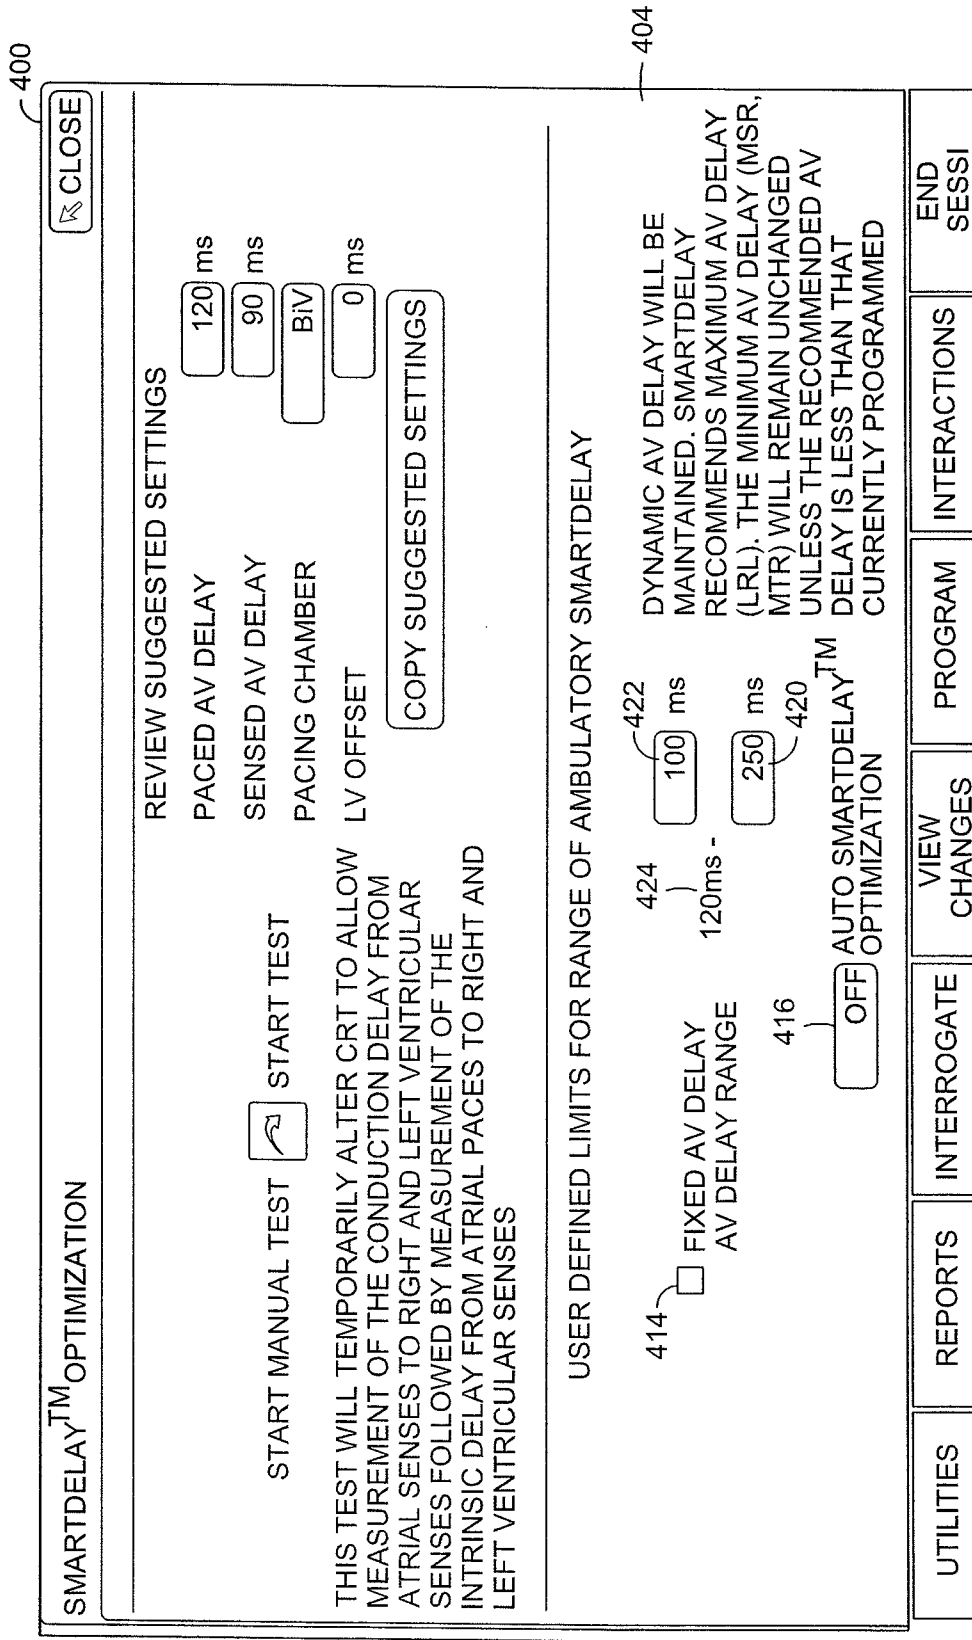 400
SMARTDELAY™ OPTIMIZATION
CLOSE
START MANUAL TEST
START TEST
THIS TEST WILL TEMPORARILY ALTER CRT TO ALLOW
MEASUREMENT OF THE CONDUCTION DELAY FROM
ATRIAL SENSES TO RIGHT AND LEFT VENTRICULAR
SENSES FOLLOWED BY MEASUREMENT OF THE
INTRINSIC DELAY FROM ATRIAL PACES TO RIGHT AND
LEFT VENTRICULAR SENSES
REVIEW SUGGESTED SETTINGS
PACED AV DELAY 120 ms
SENSED AV DELAY 90 ms
PACING CHAMBER BiV
LV OFFSET 0 ms
COPY SUGGESTED SETTINGS
USER DEFINED LIMITS FOR RANGE OF AMBULATORY SMARTDELAY
404
414
FIXED AV DELAY
AV DELAY RANGE
424
120ms -
422
100 ms
250 ms
420
416
OFF
AUTO SMARTDELAY™
OPTIMIZATION
DYNAMIC AV DELAY WILL BE
MAINTAINED. SMARTDELAY
RECOMMENDS MAXIMUM AV DELAY
(LRL). THE MINIMUM AV DELAY (MSR,
MTR) WILL REMAIN UNCHANGED
UNLESS THE RECOMMENDED AV
DELAY IS LESS THAN THAT
CURRENTLY PROGRAMMED
UTILITIES
REPORTS
INTERROGATE
VIEW
CHANGES
PROGRAM
INTERACTIONS
END
SESSI